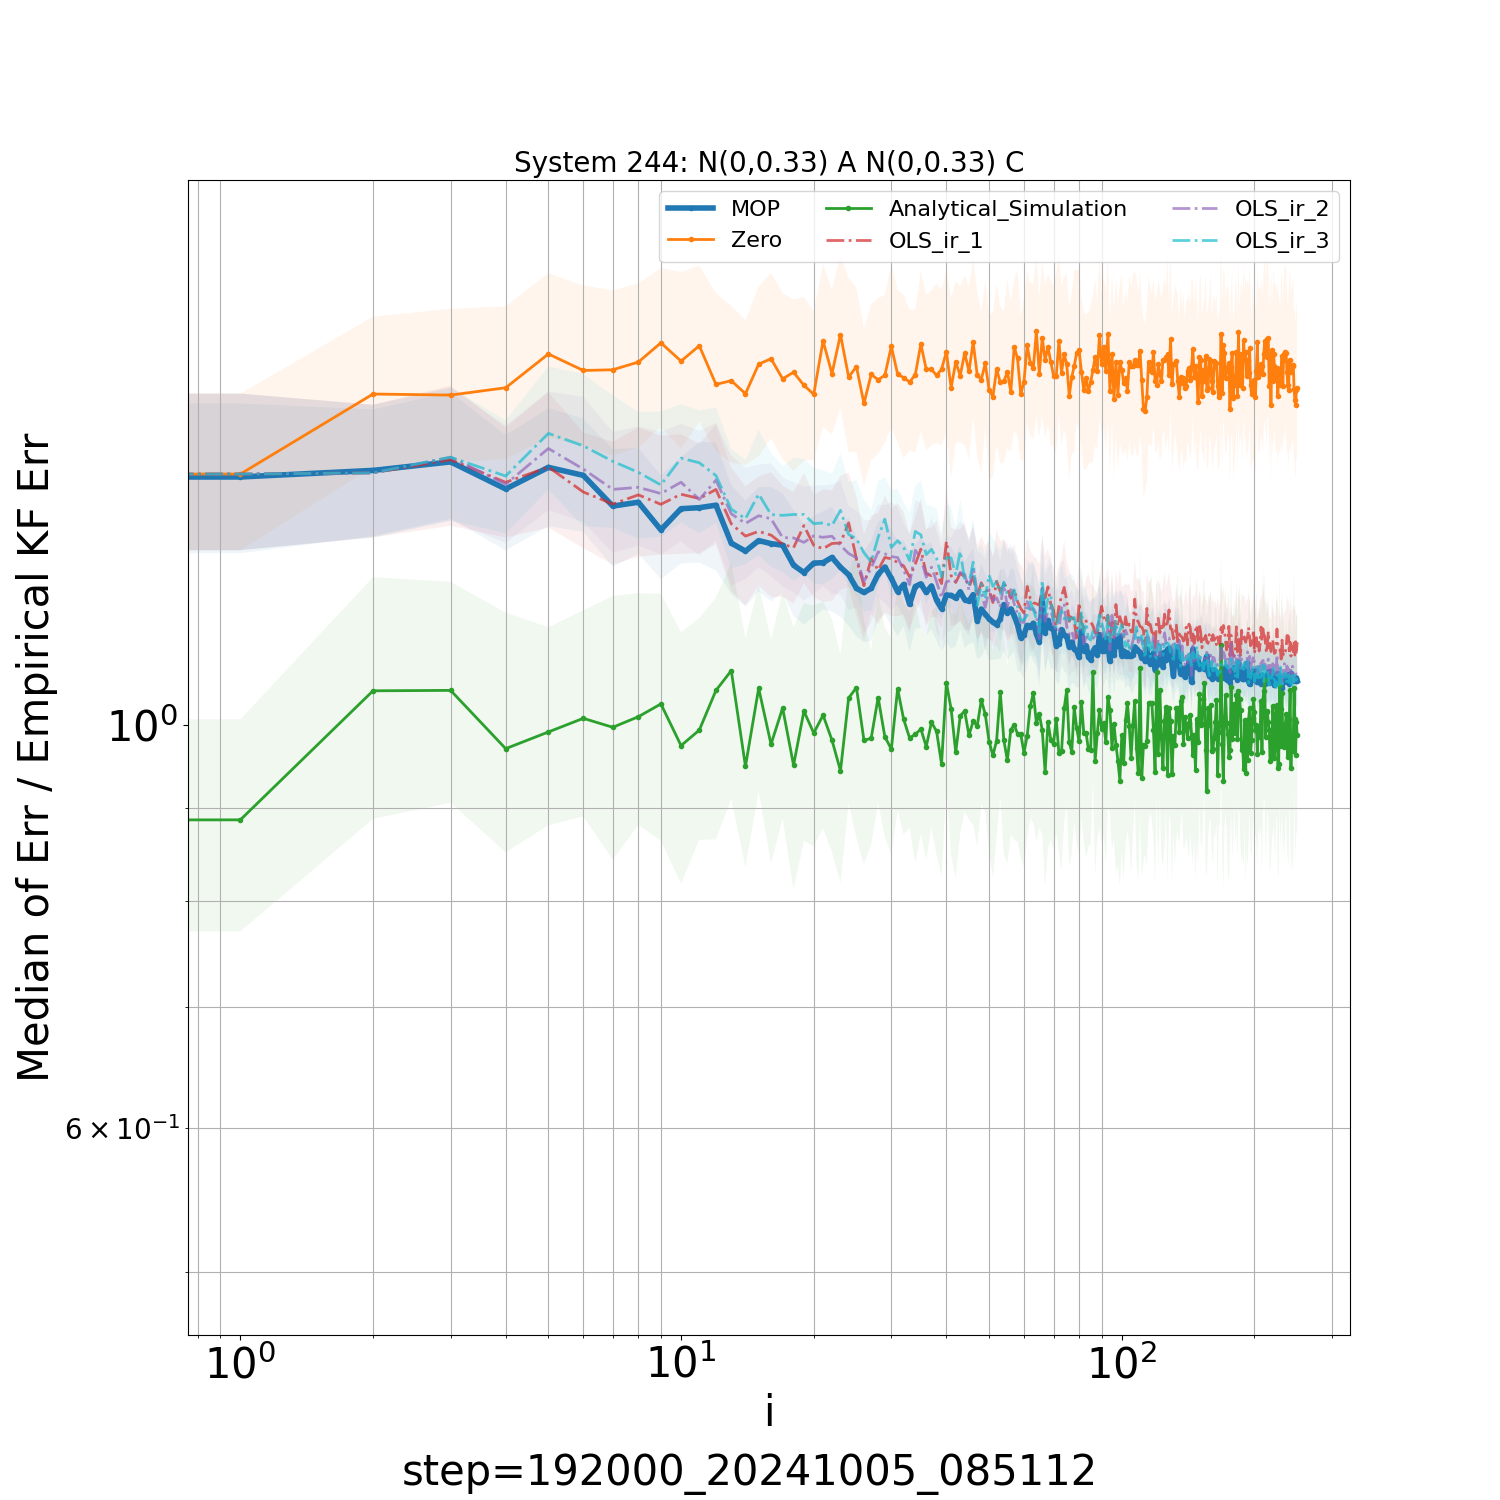 System 244: N(0,0.33) A N(0,0.33) C
MOP
Zero
Analytical_Simulation
OLS_ir_1
OLS_ir_2
OLS_ir_3
Median of Err / Empirical KF Err
10⁰
6 × 10⁻¹
10⁰ 10¹ 10²
i
step=192000_20241005_085112